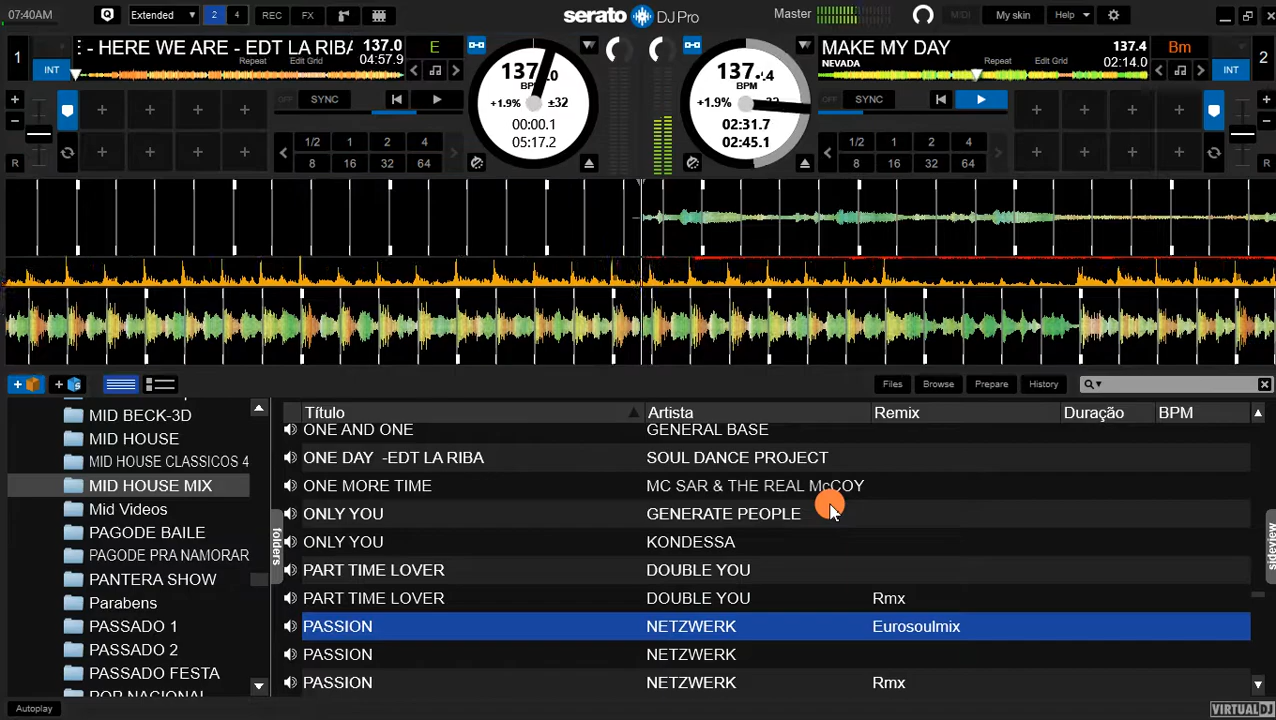 07:40AM Extended 2 4 REC FX serato DJ Pro Master MIDI My skin Help
1 E - HERE WE ARE - EDT LA RIBA 137.0 E
04:57.9
Repeat Edit Grid
INT
SYNC
1/2 2 4
8 16 32 64
R
BPM
+1.9% ±32
00:00.1
05:17.2
137.4
BPM
+1.9%
02:31.7
02:45.1
MAKE MY DAY 137.4 Bm 2
NEVADA 02:14.0
Repeat Edit Grid
INT
OFF SYNC
1/2 2 4
8 16 32 64
R
Files Browse Prepare History
MID BECK-3D
MID HOUSE
MID HOUSE CLASSICOS 4
MID HOUSE MIX
Mid Videos
PAGODE BAILE
PAGODE PRA NAMORAR
PANTERA SHOW
Parabens
PASSADO 1
PASSADO 2
PASSADO FESTA
POP NACIONAL
folders
Título Artista Remix Duração BPM
ONE AND ONE GENERAL BASE
ONE DAY -EDT LA RIBA SOUL DANCE PROJECT
ONE MORE TIME MC SAR & THE REAL McCOY
ONLY YOU GENERATE PEOPLE
ONLY YOU KONDESSA
PART TIME LOVER DOUBLE YOU
PART TIME LOVER DOUBLE YOU Rmx
PASSION NETZWERK Eurosoulmix
PASSION NETZWERK
PASSION NETZWERK Rmx
sideview
Autoplay
VIRTUALDJ